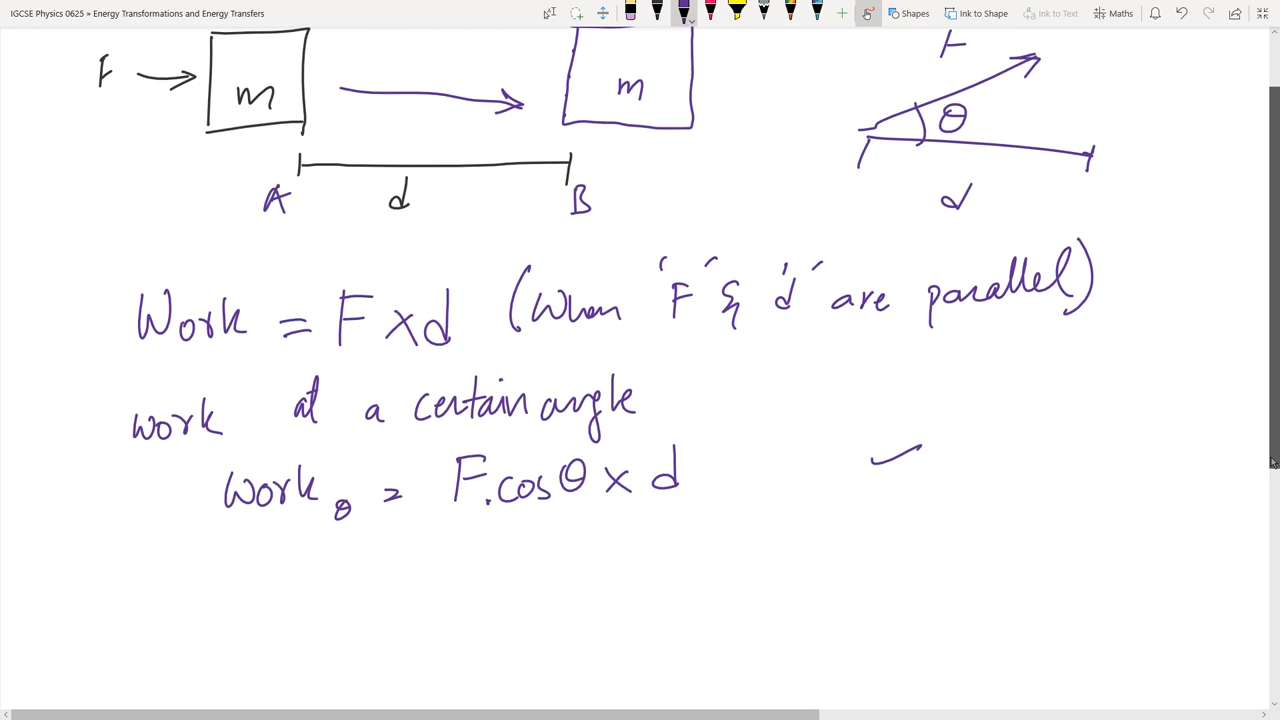 IGCSE Physics 0625 > Energy Transformations and Energy Transfers
Shapes Ink to Shape Ink to Text Maths
F m m F
θ
A d B d
Work = F × d (when 'F' & 'd' are parallel)
work at a certain angle
work θ = F.cosθ × d